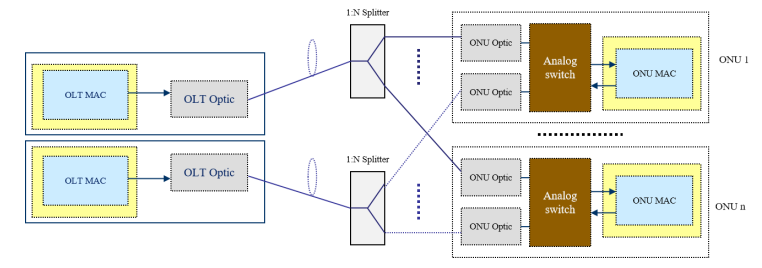 1:N Splitter
ONU Optic
Analog
switch
ONU MAC
ONU 1
OLT MAC
OLT Optic
ONU Optic
OLT MAC
OLT Optic
1:N Splitter
ONU Optic
Analog
switch
ONU MAC
ONU n
ONU Optic